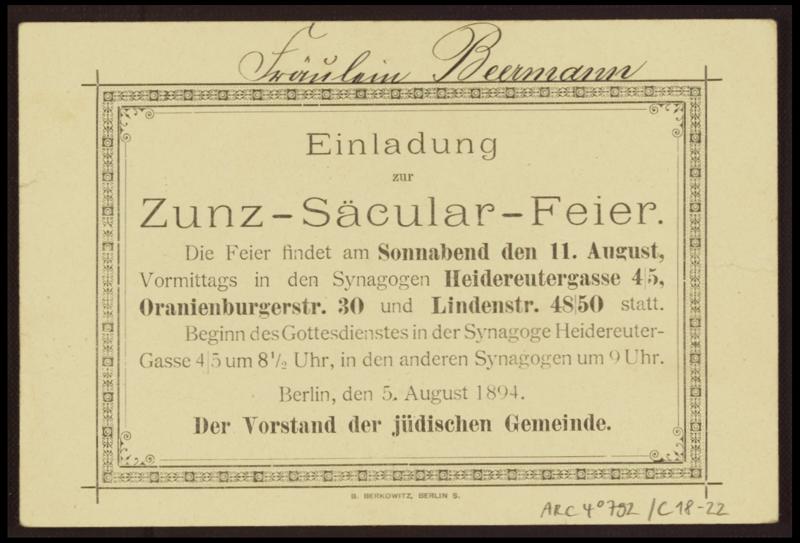 Fräulein Beermann
Einladung
zur
Zunz-Säcular-Feier.
Die Feier findet am Sonnabend den 11. August,
Vormittags in den Synagogen Heidereutergasse 4|5,
Oranienburgerstr. 30 und Lindenstr. 48|50 statt.
Beginn des Gottesdienstes in der Synagoge Heidereuter-
Gasse 4|5 um 8½ Uhr, in den anderen Synagogen um 9 Uhr.
Berlin, den 5. August 1894.
Der Vorstand der jüdischen Gemeinde.
B. BERKOWITZ, BERLIN S.
ARC 4° 792 /C18-22